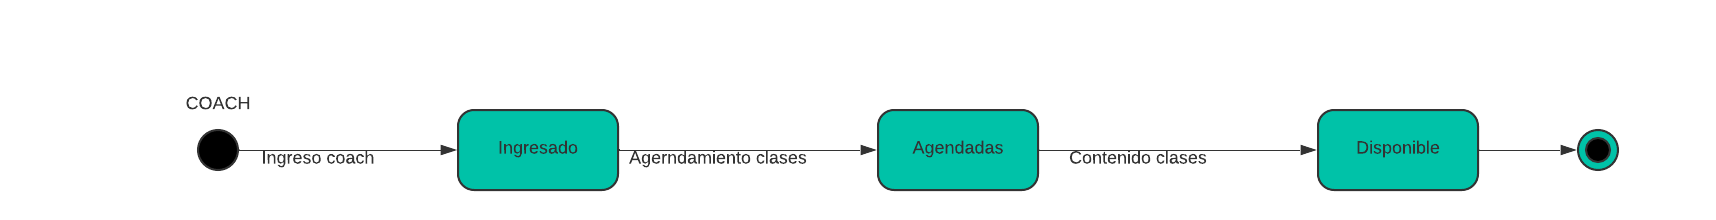 COACH
Ingreso coach
Ingresado
Agerndamiento clases
Agendadas
Contenido clases
Disponible